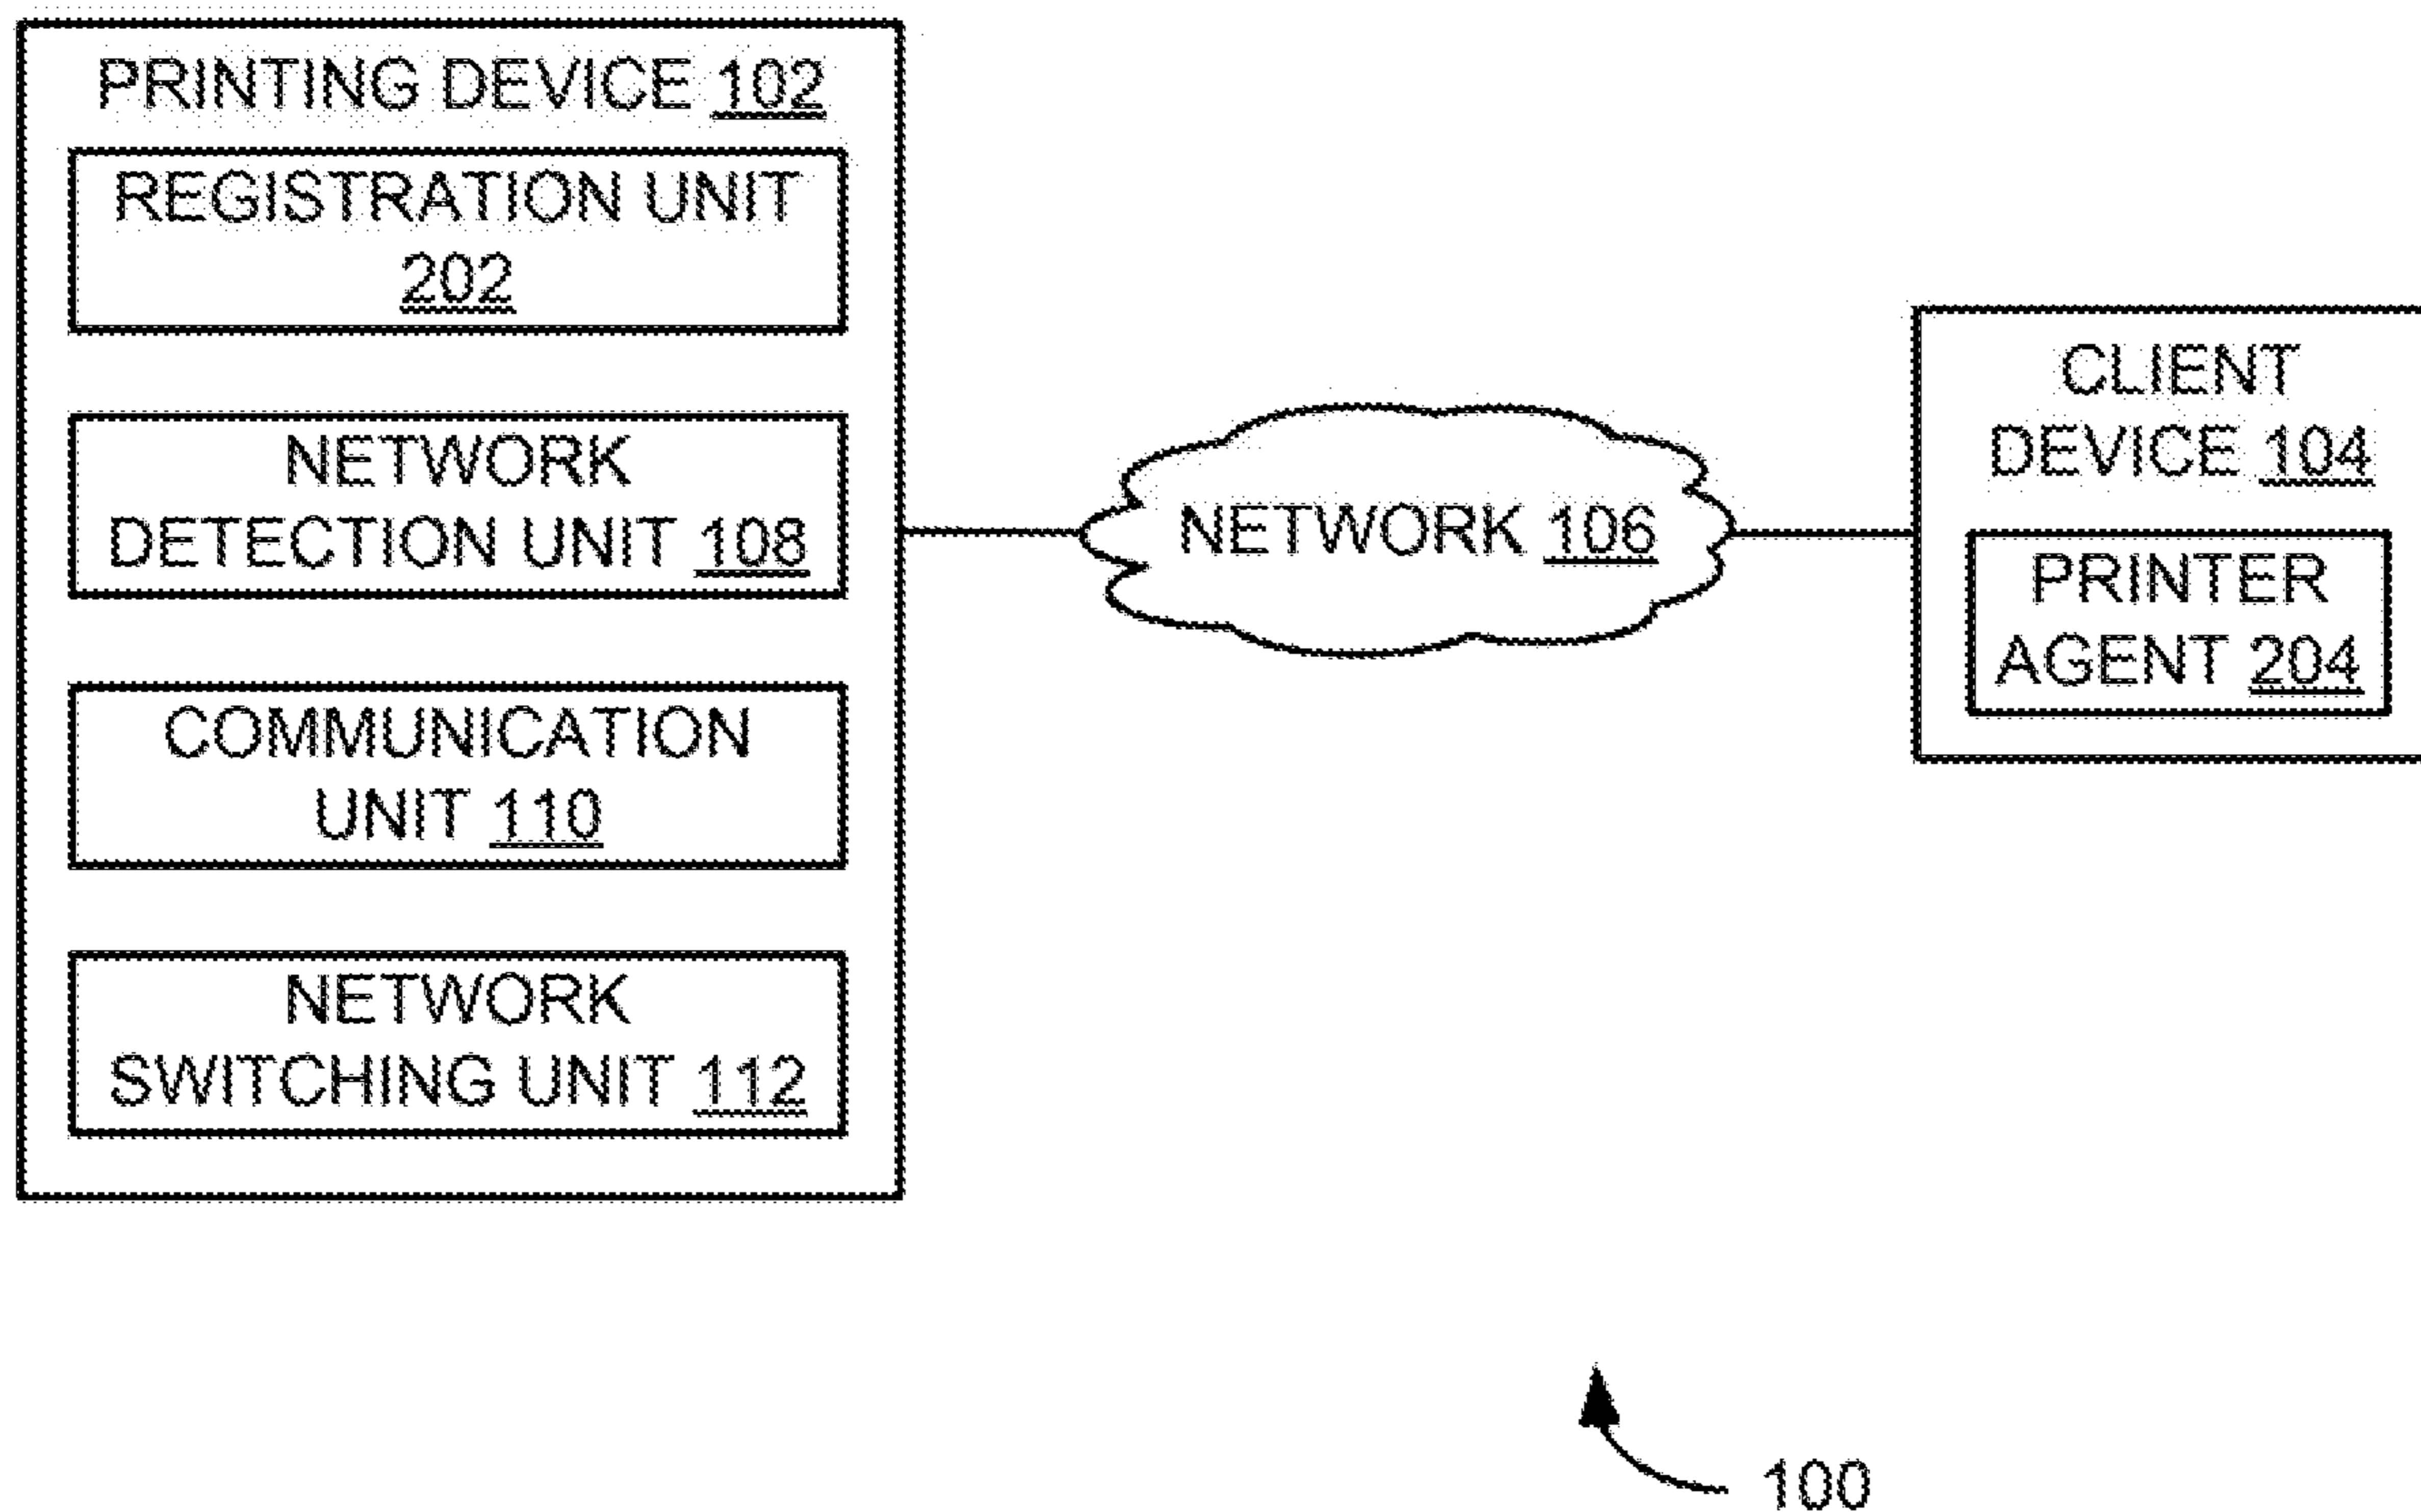 PRINTING DEVICE 102
REGISTRATION UNIT
202
NETWORK
DETECTION UNIT 108
COMMUNICATION
UNIT 110
NETWORK
SWITCHING UNIT 112
NETWORK 106
CLIENT
DEVICE 104
PRINTER
AGENT 204
100